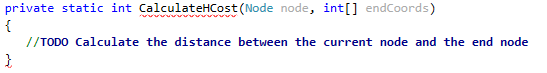 private static int CalculateHCost(Node node, int[] endCoords)
{
//TODO Calculate the distance between the current node and the end node
}